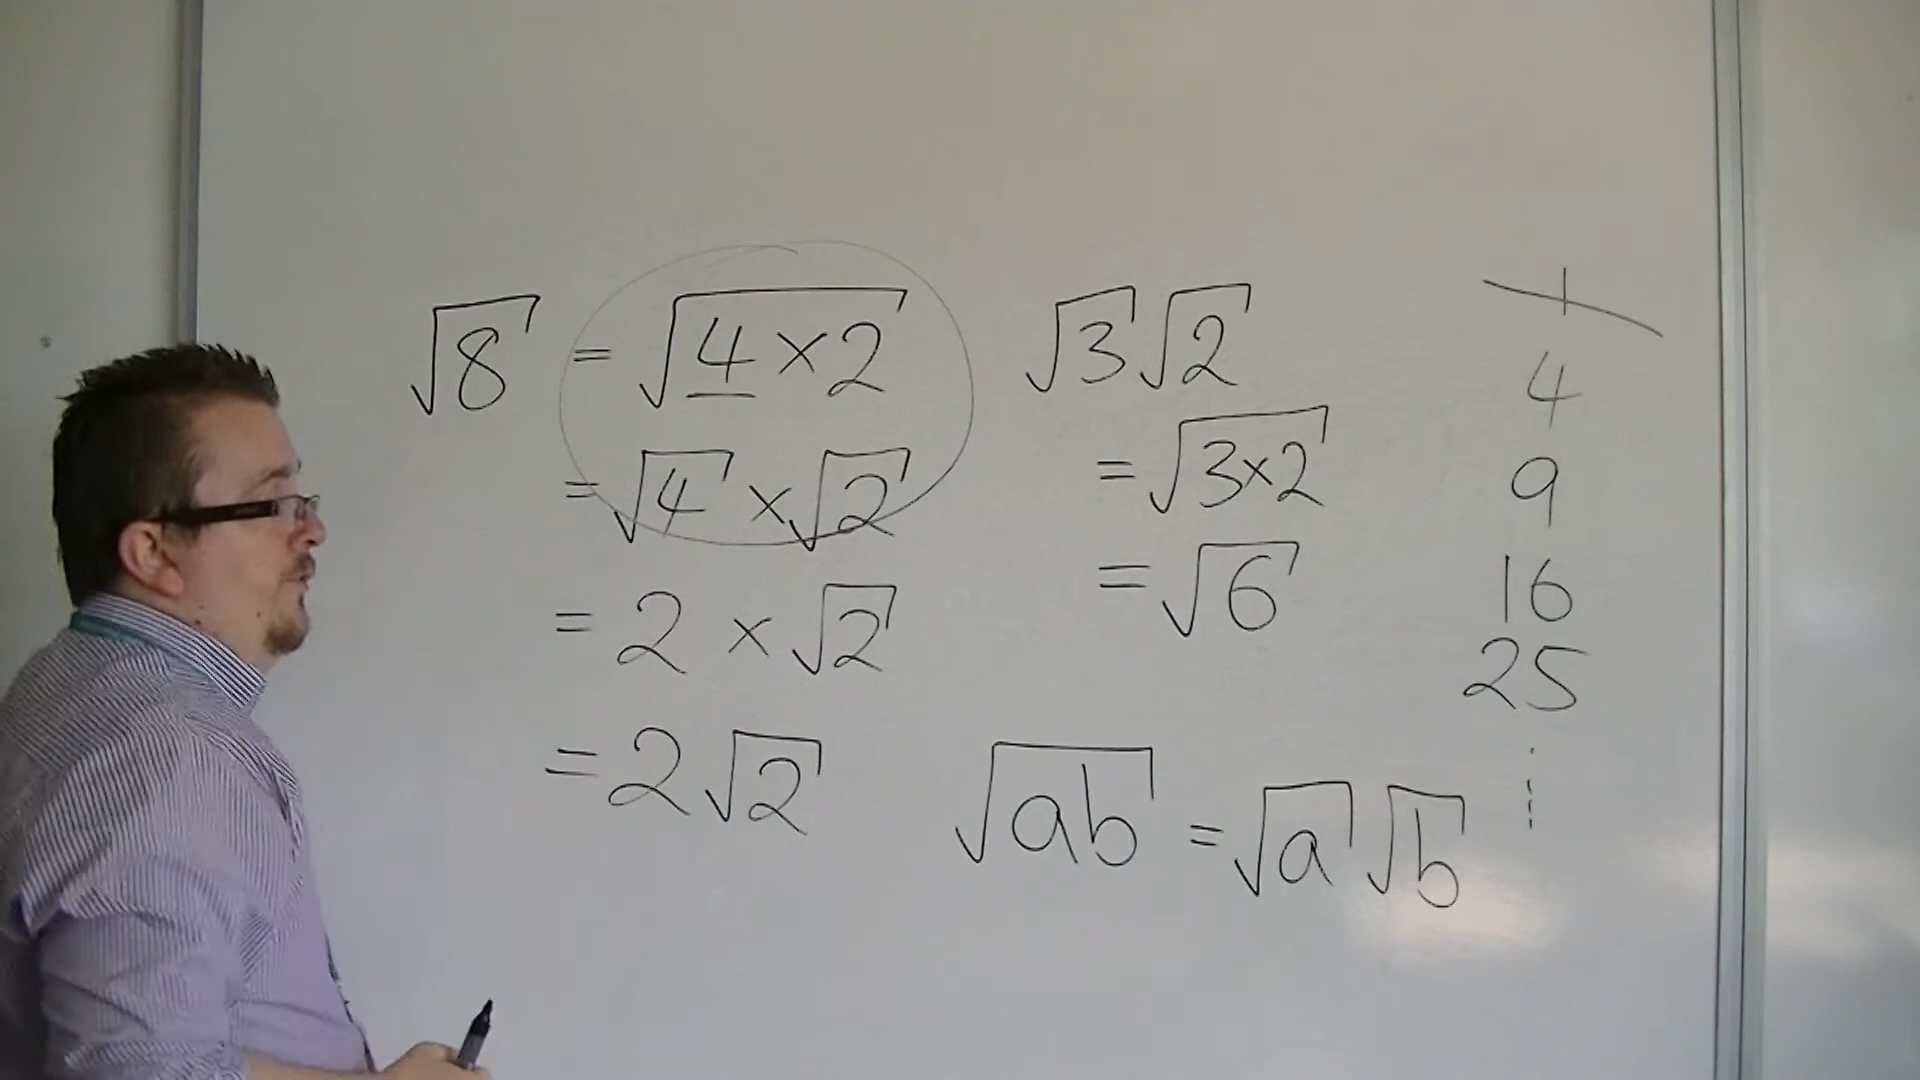 √8 = √4×2
= √4 × √2
= 2 × √2
= 2√2
√3√2
= √3×2
= √6
√ab = √a√b
1
4
9
16
25